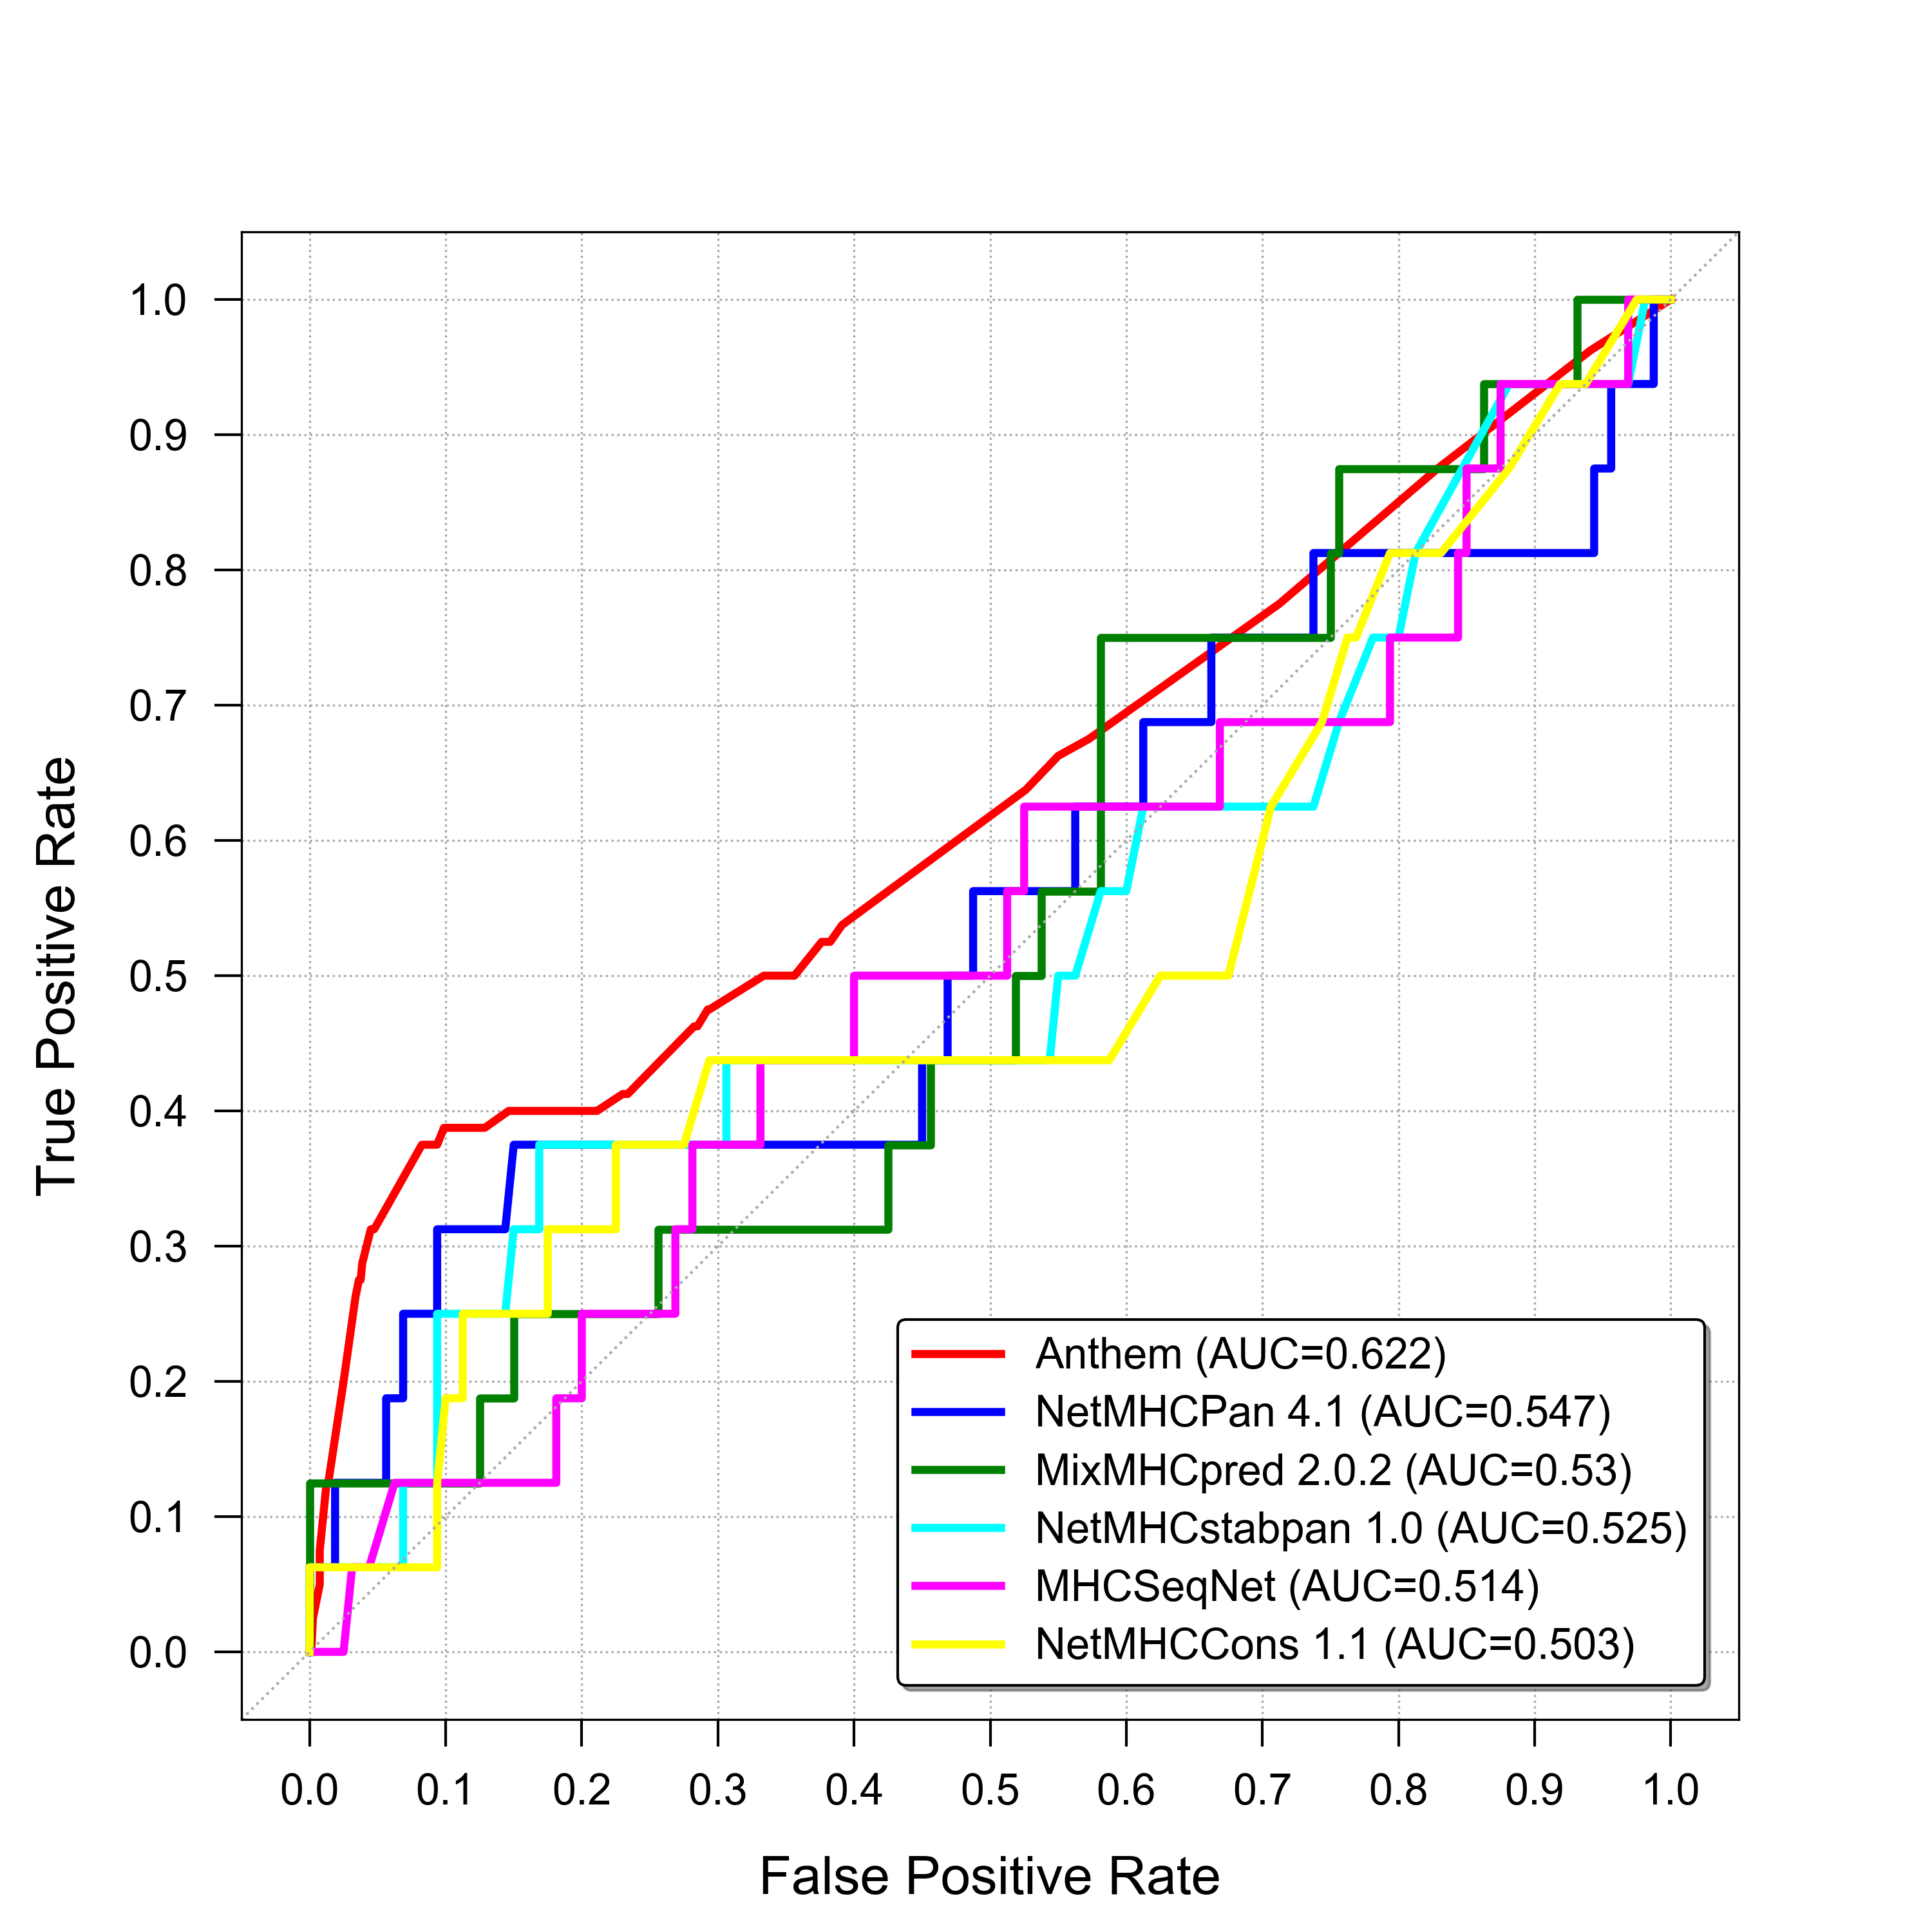 1.0
0.9
0.8
0.7
0.6
0.5
0.4
0.3
0.2
0.1
0.0
True Positive Rate
Anthem (AUC=0.622)
NetMHCPan 4.1 (AUC=0.547)
MixMHCpred 2.0.2 (AUC=0.53)
NetMHCstabpan 1.0 (AUC=0.525)
MHCSeqNet (AUC=0.514)
NetMHCCons 1.1 (AUC=0.503)
0.0 0.1 0.2 0.3 0.4 0.5 0.6 0.7 0.8 0.9 1.0
False Positive Rate